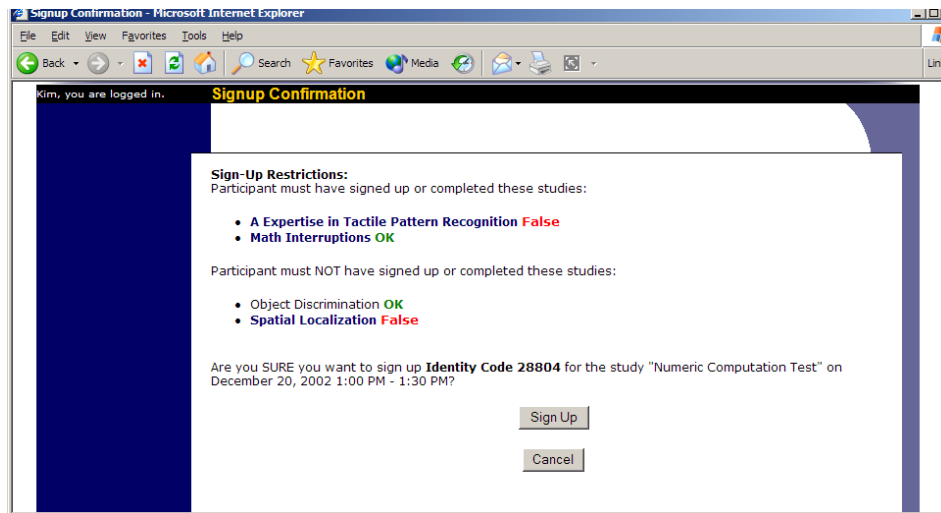 Signup Confirmation - Microsoft Internet Explorer
File Edit View Favorites Tools Help
Back Search Favorites Media Lin
Kim, you are logged in. Signup Confirmation
Sign-Up Restrictions:
Participant must have signed up or completed these studies:
• A Expertise in Tactile Pattern Recognition False
• Math Interruptions OK
Participant must NOT have signed up or completed these studies:
• Object Discrimination OK
• Spatial Localization False
Are you SURE you want to sign up Identity Code 28804 for the study "Numeric Computation Test" on
December 20, 2002 1:00 PM - 1:30 PM?
Sign Up
Cancel